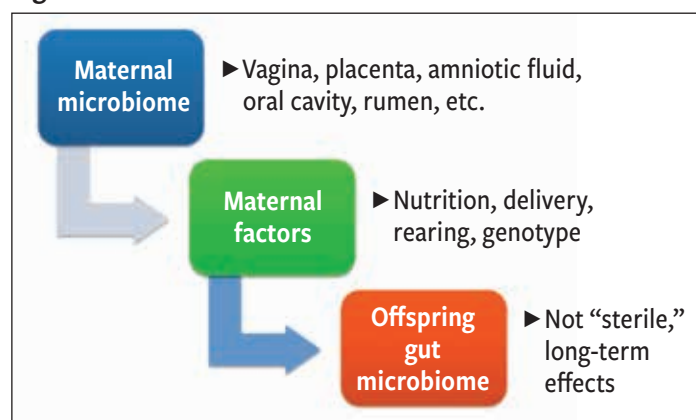 Maternal
microbiome
►Vagina, placenta, amniotic fluid,
oral cavity, rumen, etc.
Maternal
factors
►Nutrition, delivery,
rearing, genotype
Offspring
gut
microbiome
►Not “sterile,”
long-term
effects